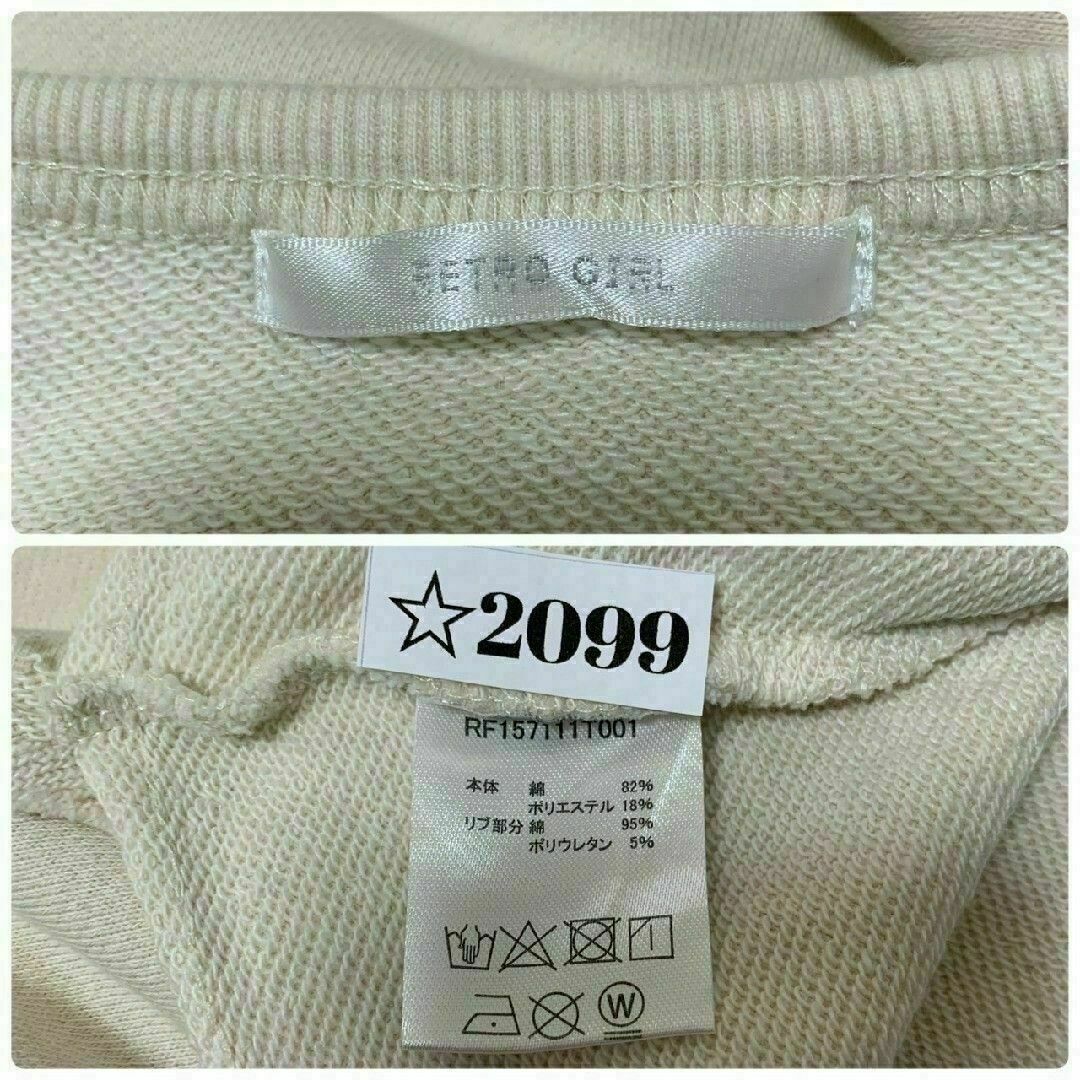 RETRO GIRL
☆2099
RF157111T001
本体 綿 82%
ポリエステル 18%
リブ部分 綿 95%
ポリウレタン 5%
W